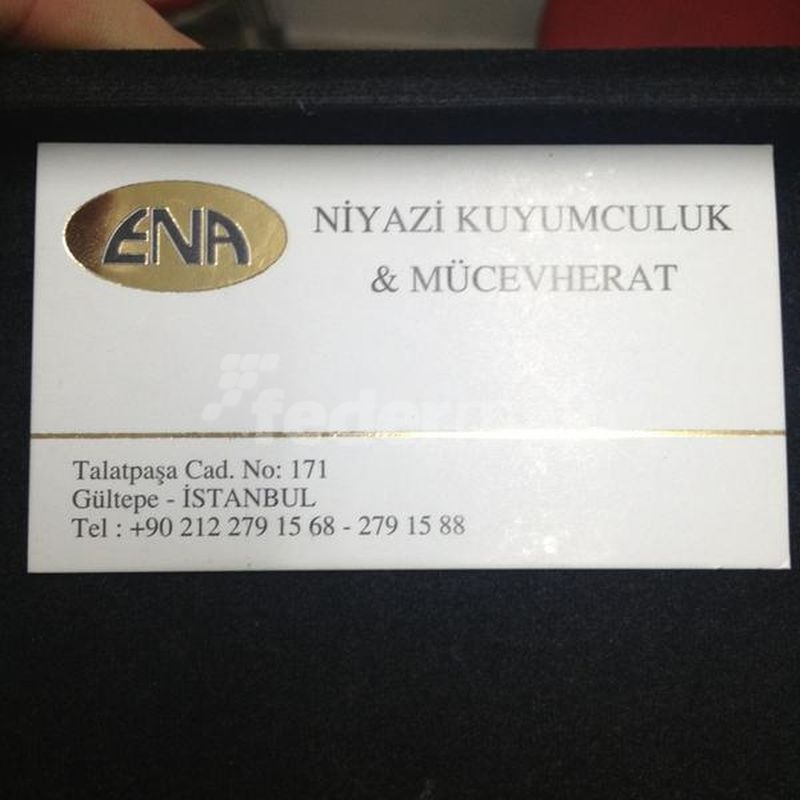 ENA
NİYAZİ KUYUMCULUK
& MÜCEVHERAT
Talatpaşa Cad. No: 171
Gültepe - İSTANBUL
Tel : +90 212 279 15 68 - 279 15 88